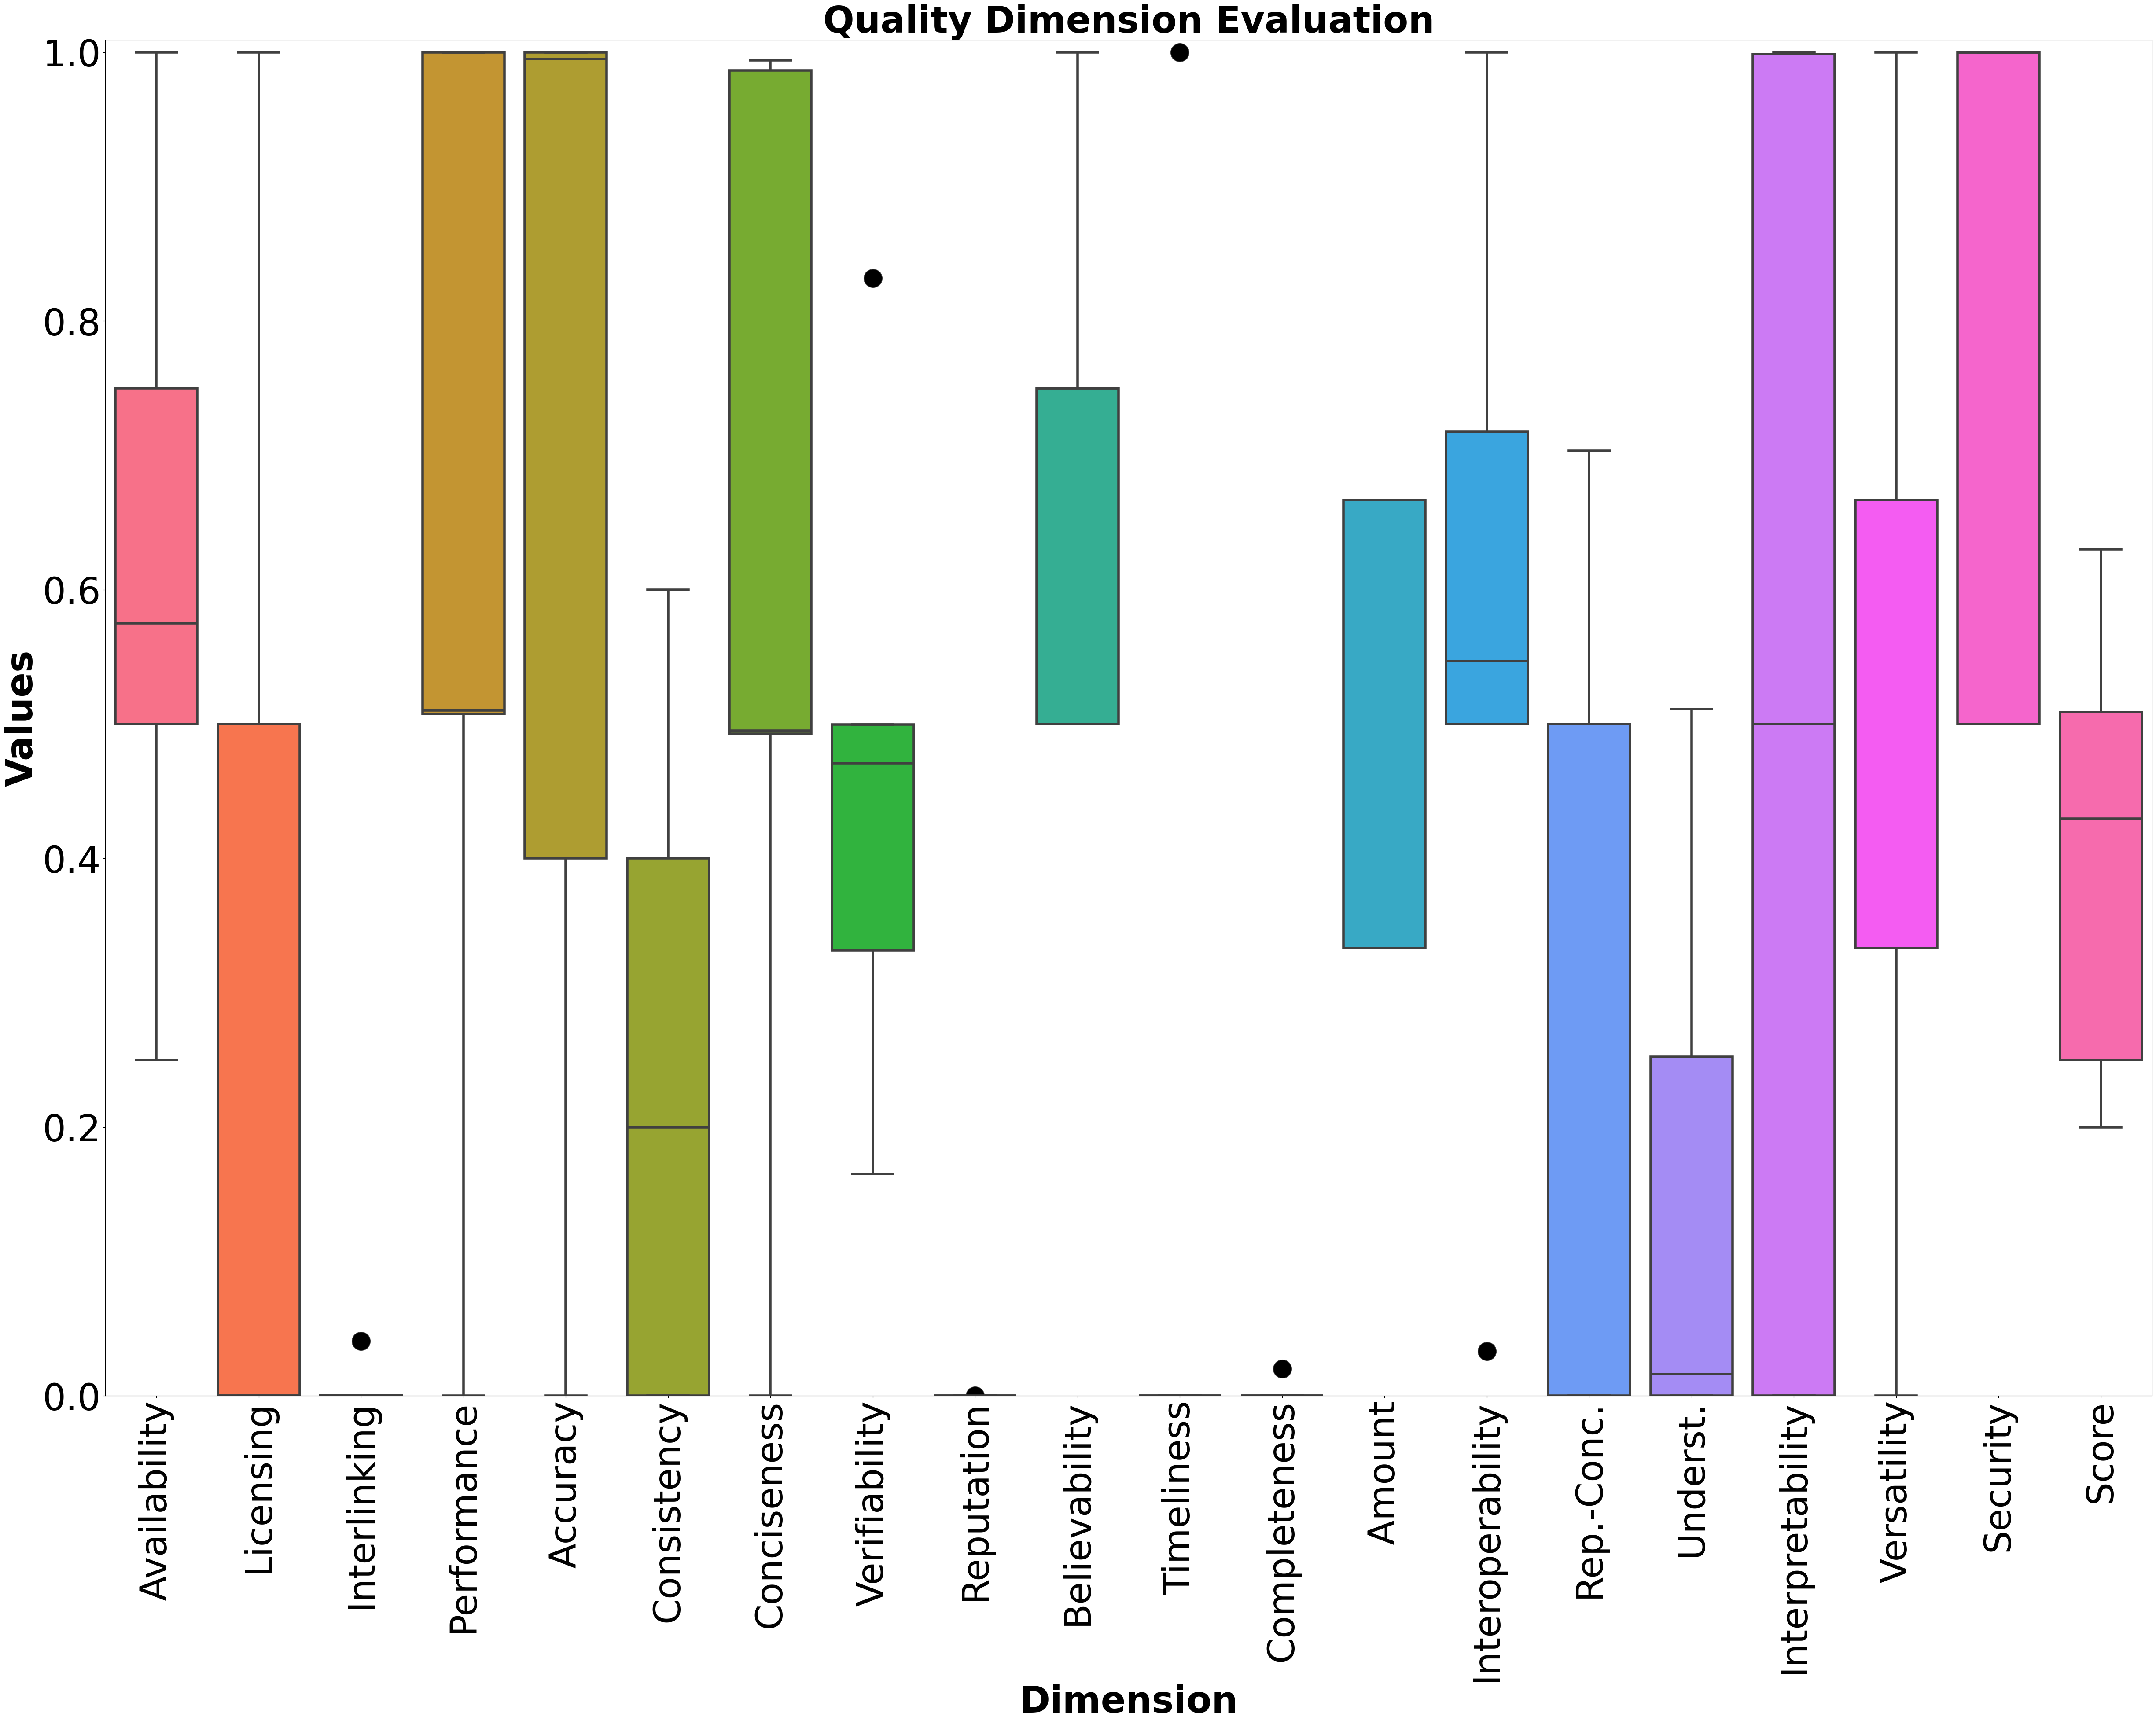 Quality Dimension Evaluation
1.0
0.8
0.6
0.4
0.2
0.0
Values
Availability
Licensing
Interlinking
Performance
Accuracy
Consistency
Conciseness
Verifiability
Reputation
Believability
Timeliness
Completeness
Amount
Interoperability
Rep.-Conc.
Underst.
Interpretability
Versatility
Security
Score
Dimension